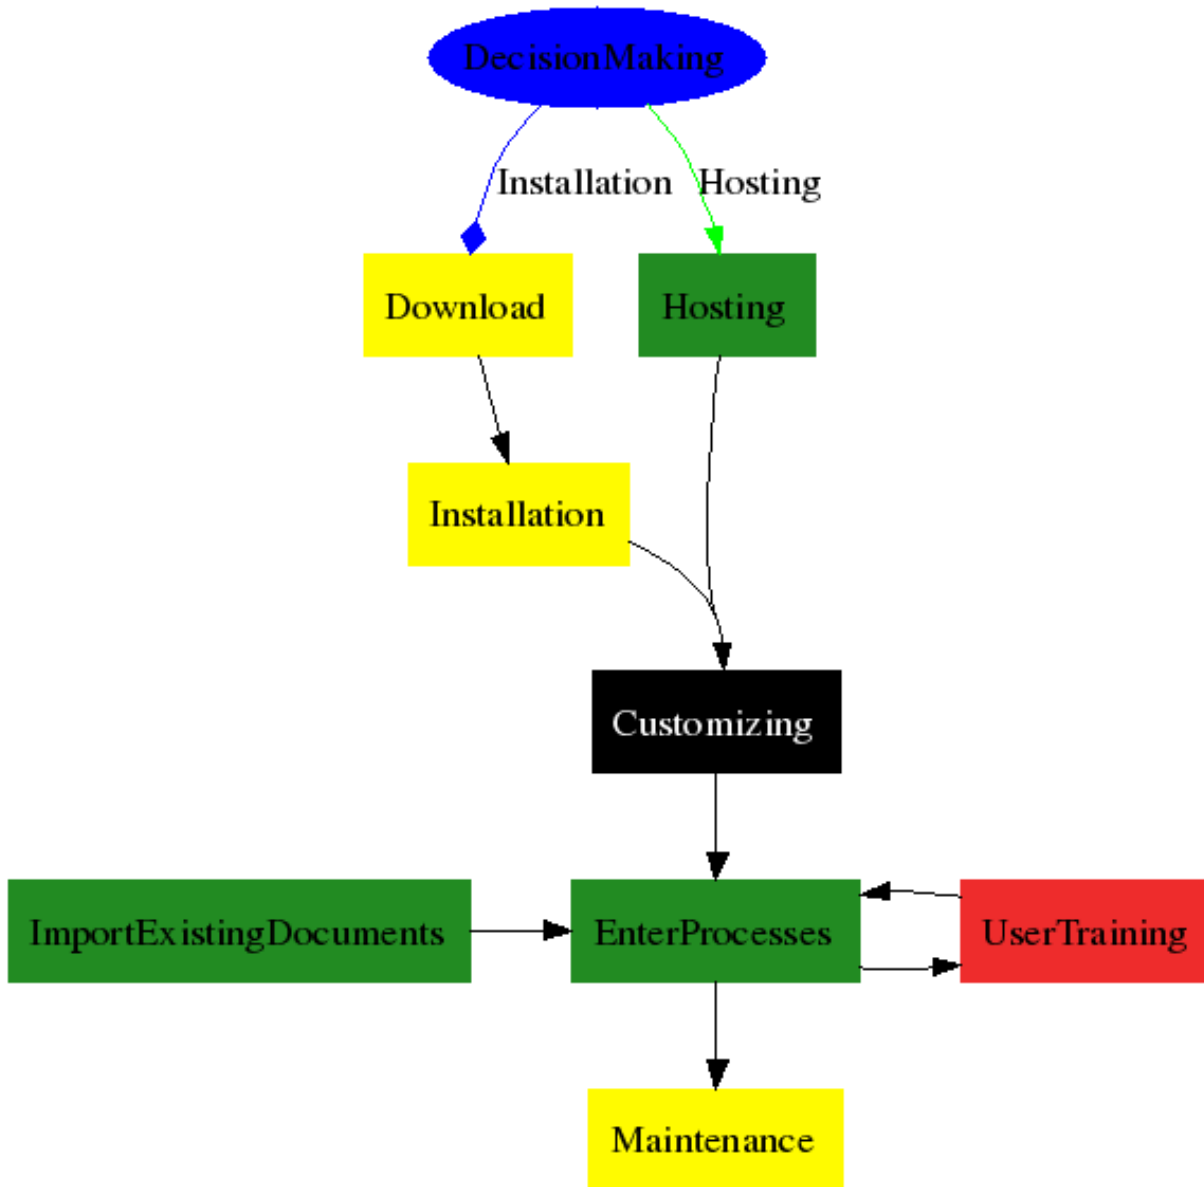 DecisionMaking
Installation
Hosting
Download
Hosting
Installation
Customizing
ImportExistingDocuments
EnterProcesses
UserTraining
Maintenance